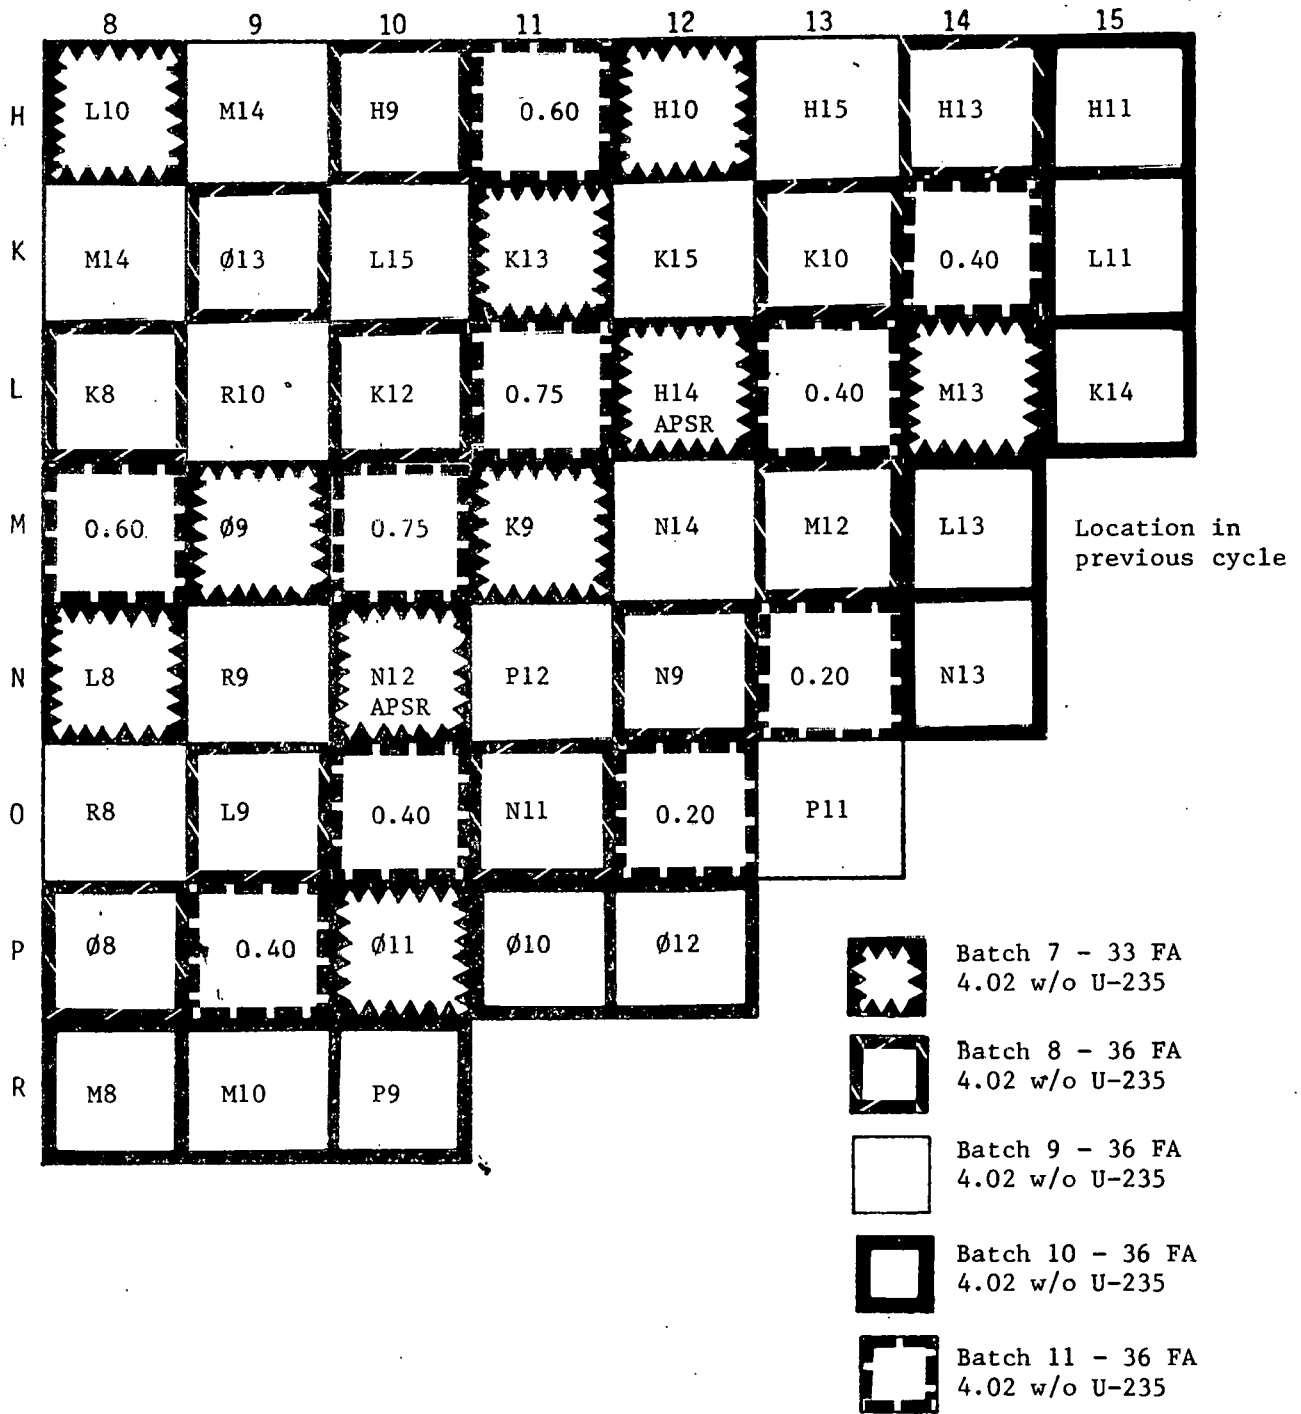 8 9 10 11 12 13 14 15
H L10 M14 H9 0.60 H10 H15 H13 H11
K M14 Ø13 L15 K13 K15 K10 0.40 L11
L K8 R10 K12 0.75 H14 0.40 M13 K14
APSR
M 0.60 Ø9 0.75 K9 N14 M12 L13
Location in
previous cycle
N L8 R9 N12 P12 N9 0.20 N13
APSR
O R8 L9 0.40 N11 0.20 P11
P Ø8 0.40 Ø11 Ø10 Ø12
R M8 M10 P9
Batch 7 - 33 FA
4.02 w/o U-235
Batch 8 - 36 FA
4.02 w/o U-235
Batch 9 - 36 FA
4.02 w/o U-235
Batch 10 - 36 FA
4.02 w/o U-235
Batch 11 - 36 FA
4.02 w/o U-235